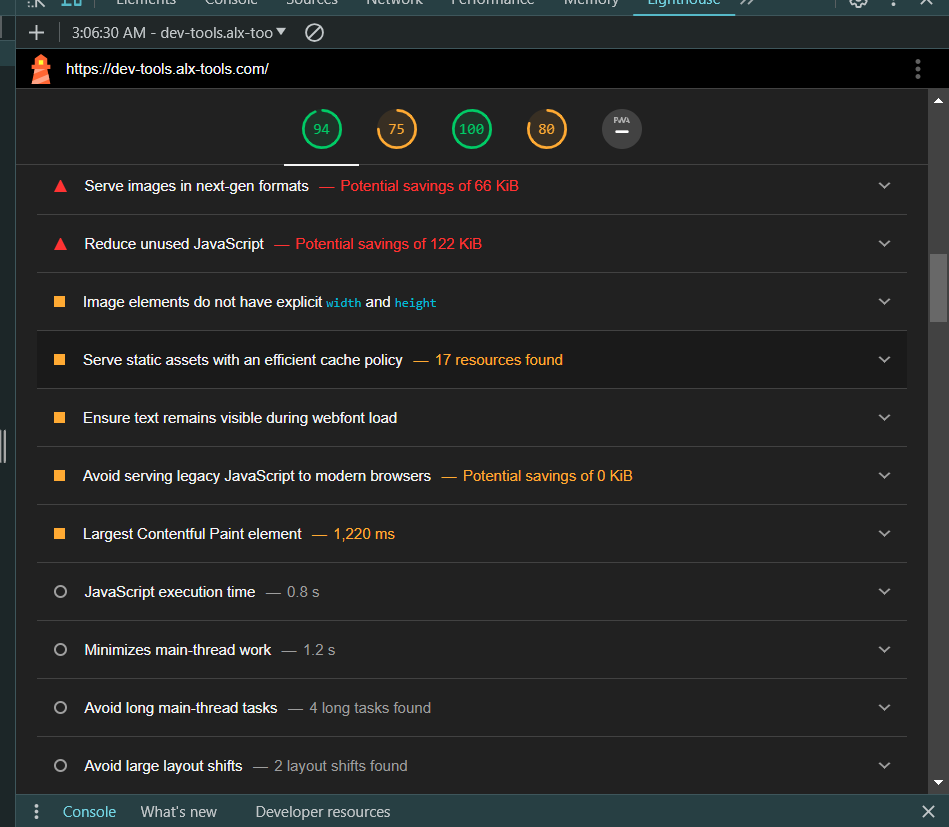 Elements Console Sources Network Performance Memory Lighthouse
3:06:30 AM - dev-tools.alx-too
https://dev-tools.alx-tools.com/
94 75 100 80 PWA
Serve images in next-gen formats — Potential savings of 66 KiB
Reduce unused JavaScript — Potential savings of 122 KiB
Image elements do not have explicit width and height
Serve static assets with an efficient cache policy — 17 resources found
Ensure text remains visible during webfont load
Avoid serving legacy JavaScript to modern browsers — Potential savings of 0 KiB
Largest Contentful Paint element — 1,220 ms
JavaScript execution time — 0.8 s
Minimizes main-thread work — 1.2 s
Avoid long main-thread tasks — 4 long tasks found
Avoid large layout shifts — 2 layout shifts found
Console What's new Developer resources